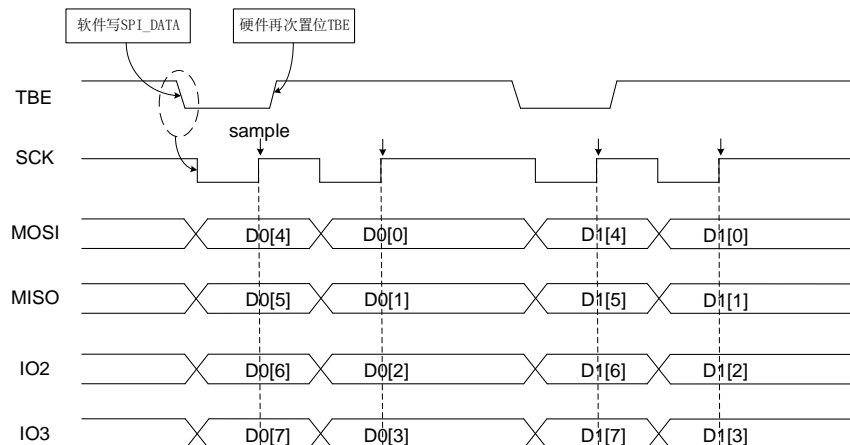 软件写SPI_DATA
硬件再次置位TBE
TBE
sample
SCK
MOSI D0[4] D0[0] D1[4] D1[0]
MISO D0[5] D0[1] D1[5] D1[1]
IO2 D0[6] D0[2] D1[6] D1[2]
IO3 D0[7] D0[3] D1[7] D1[3]